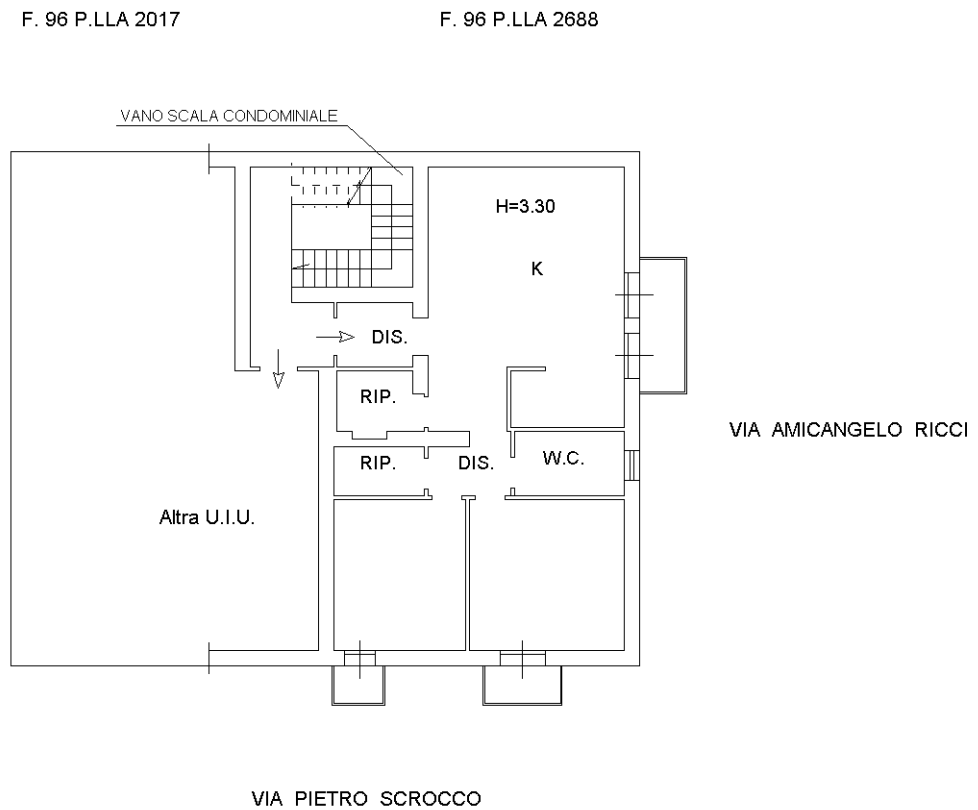 F. 96 P.LLA 2017
F. 96 P.LLA 2688
VANO SCALA CONDOMINIALE
H=3.30
K
DIS.
RIP.
VIA AMICANGELO RICCI
RIP.
DIS.
W.C.
Altra U.I.U.
VIA PIETRO SCROCCO